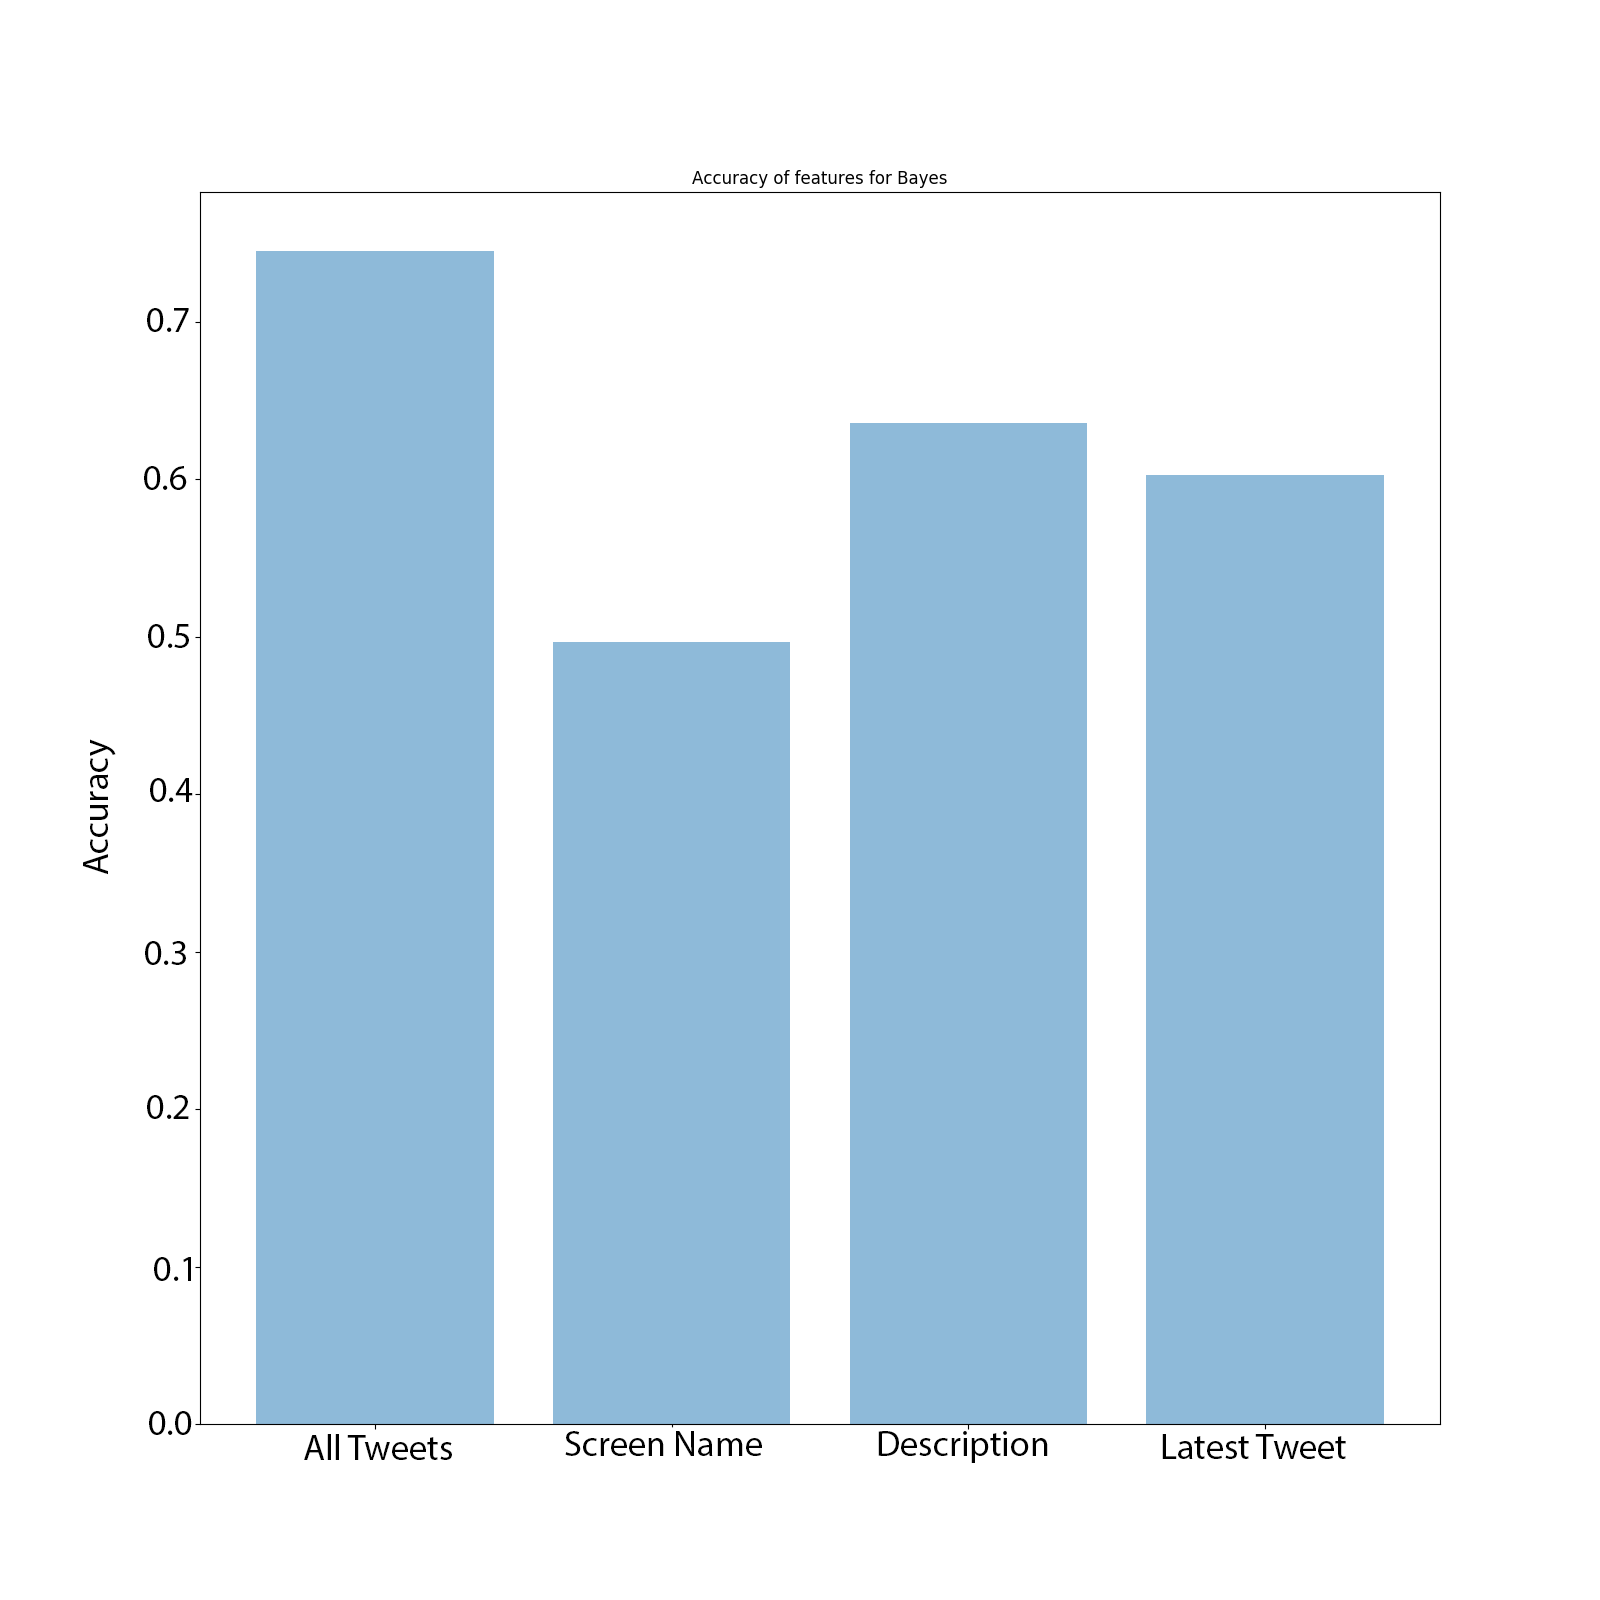 Accuracy of features for Bayes
0.7
0.6
0.5
0.4
0.3
0.2
0.1
0.0
Accuracy
All Tweets
Screen Name
Description
Latest Tweet